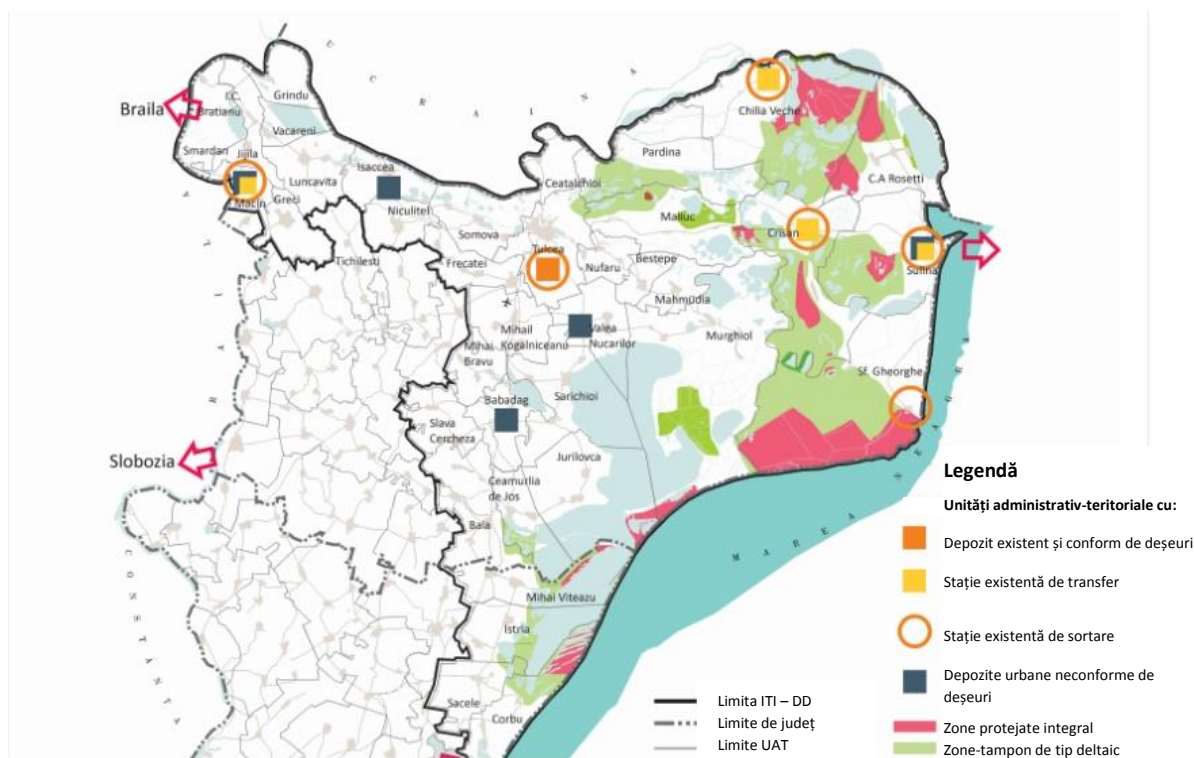 U C R A I N A
Braila
I.C.
Bratianu
Grindu
Vacareni
Smardan
Jijila
Isaccea
Luncavita
Greci
Macin
Niculitel
Chilia Veche
Pardina
Ceatalchioi
C.A Rosetti
Maliuc
Crisan
Sulina
Somova
Tulcea
Tichilesti
Frecatei
Nufaru
Bestepe
Mahmudia
Mihail
Kogalniceanu
Valea
Nucarilor
Murghiol
Mihai
Bravu
Sf. Gheorghe
Babadag
Sarichioi
Slava
Cercheza
Jurilovca
Slobozia
Ceamurlia
de Jos
Baia
M A R E A N E A G R
Mihai Viteazu
Istria
C O N S T A N T A
Sacele
Corbu
Limita ITI – DD
Limite de județ
Limite UAT
Legendă
Unități administrativ-teritoriale cu:
Depozit existent și conform de deșeuri
Stație existentă de transfer
Stație existentă de sortare
Depozite urbane neconforme de
deșeuri
Zone protejate integral
Zone-tampon de tip deltaic